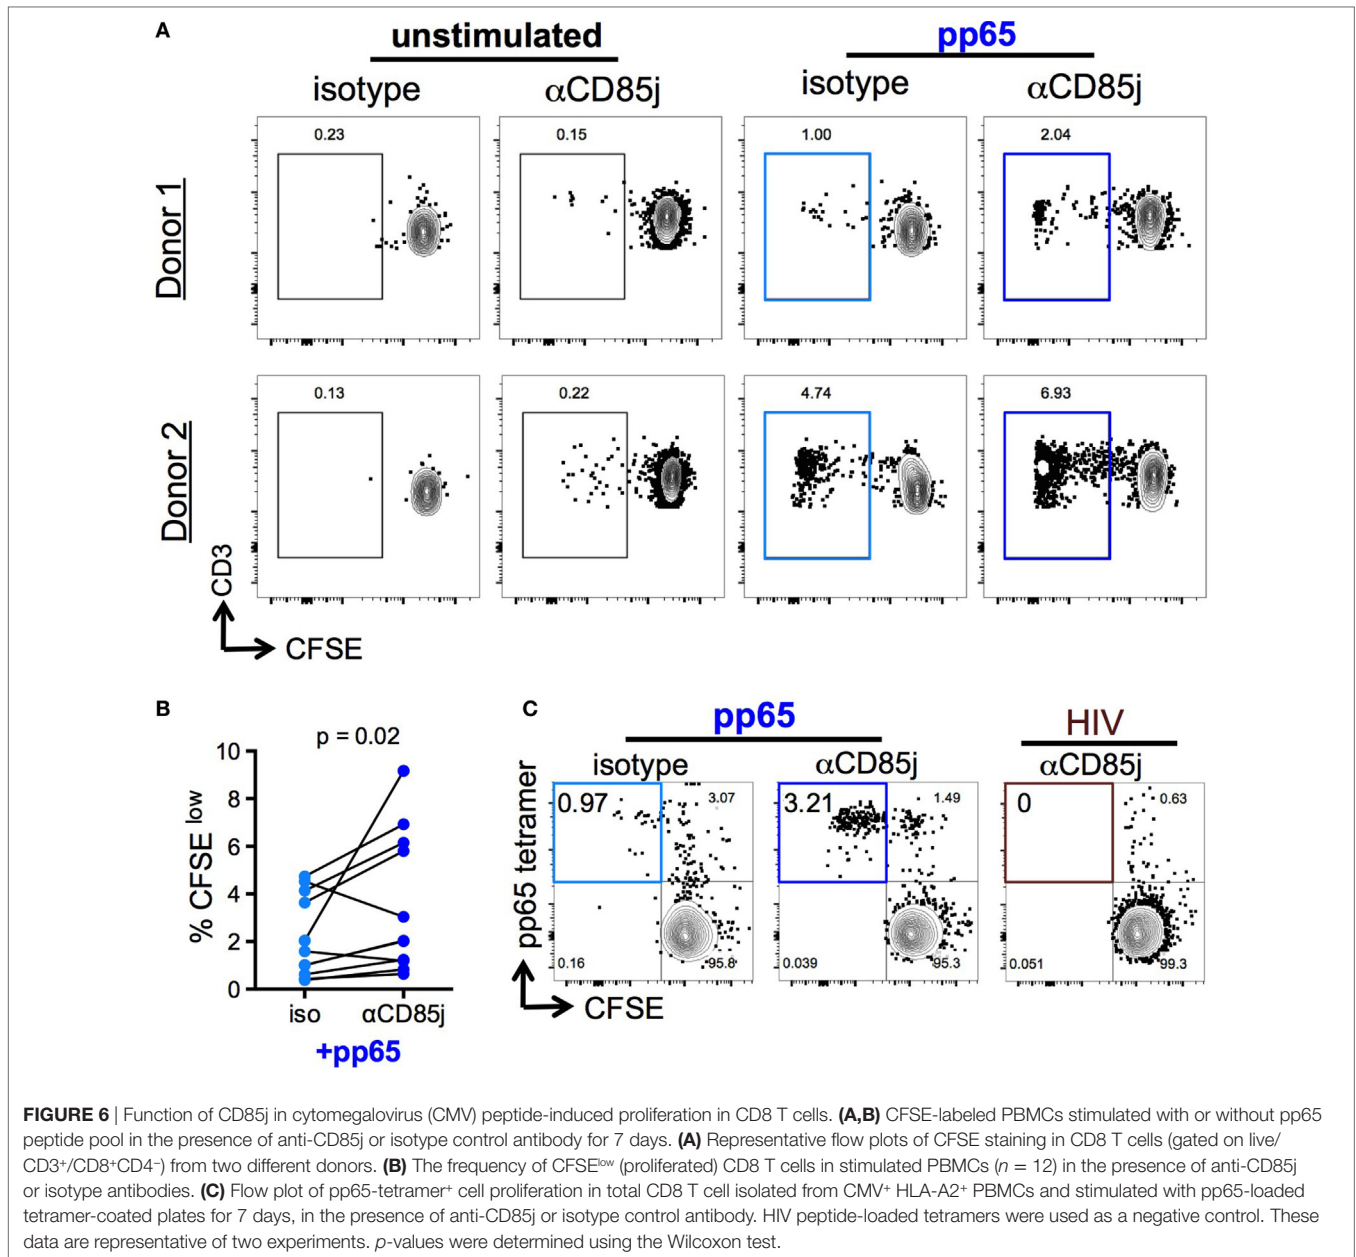 A
unstimulated
pp65
isotype
αCD85j
isotype
αCD85j
Donor 1
0.23
0.15
1.00
2.04
Donor 2
0.13
0.22
4.74
6.93
CD3
CFSE
B
p = 0.02
% CFSE low
10
8
6
4
2
0
iso
αCD85j
+pp65
C
pp65
HIV
isotype
αCD85j
αCD85j
pp65 tetramer
0.97
3.07
3.21
1.49
0
0.63
0.16
95.8
0.039
95.3
0.051
99.3
CFSE
FIGURE 6 | Function of CD85j in cytomegalovirus (CMV) peptide-induced proliferation in CD8 T cells. (A,B) CFSE-labeled PBMCs stimulated with or without pp65
peptide pool in the presence of anti-CD85j or isotype control antibody for 7 days. (A) Representative flow plots of CFSE staining in CD8 T cells (gated on live/
CD3⁺/CD8⁺CD4⁻) from two different donors. (B) The frequency of CFSElow (proliferated) CD8 T cells in stimulated PBMCs (n = 12) in the presence of anti-CD85j
or isotype antibodies. (C) Flow plot of pp65-tetramer⁺ cell proliferation in total CD8 T cell isolated from CMV⁺ HLA-A2⁺ PBMCs and stimulated with pp65-loaded
tetramer-coated plates for 7 days, in the presence of anti-CD85j or isotype control antibody. HIV peptide-loaded tetramers were used as a negative control. These
data are representative of two experiments. p-values were determined using the Wilcoxon test.